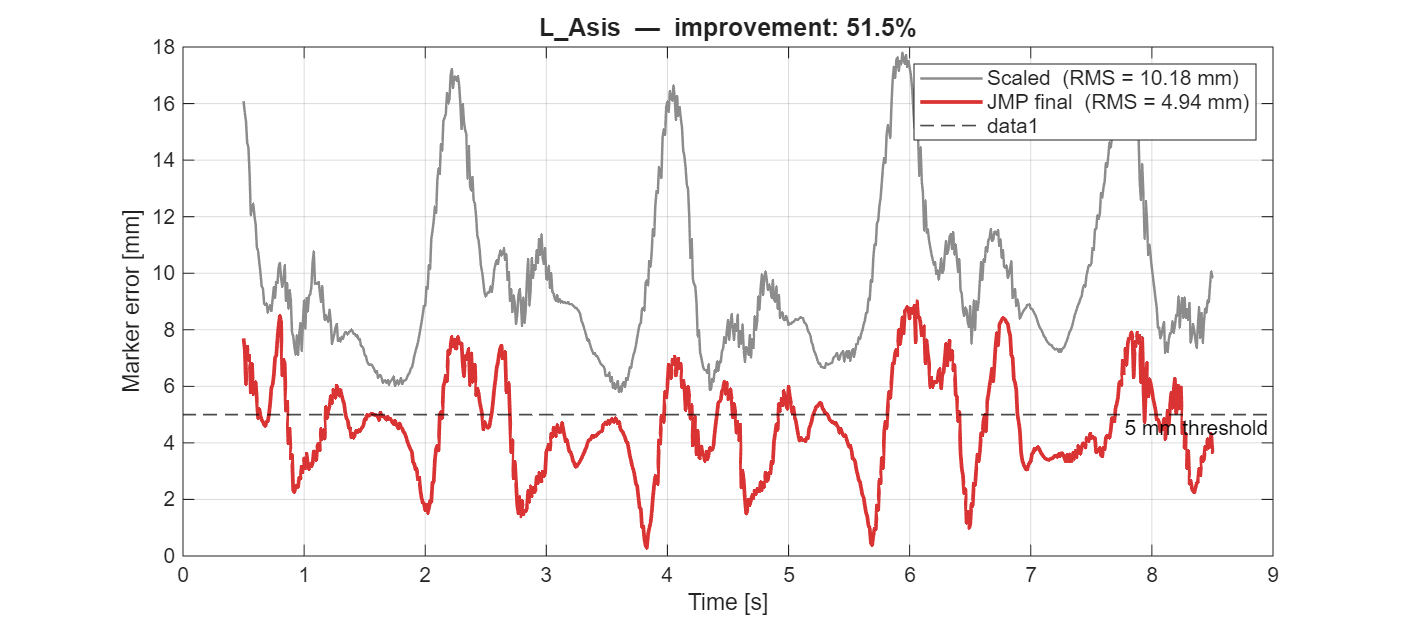 L_Asis — improvement: 51.5%
Scaled (RMS = 10.18 mm)
JMP final (RMS = 4.94 mm)
data1
5 mm threshold
Marker error [mm]
18
16
14
12
10
8
6
4
2
0
0 1 2 3 4 5 6 7 8 9
Time [s]